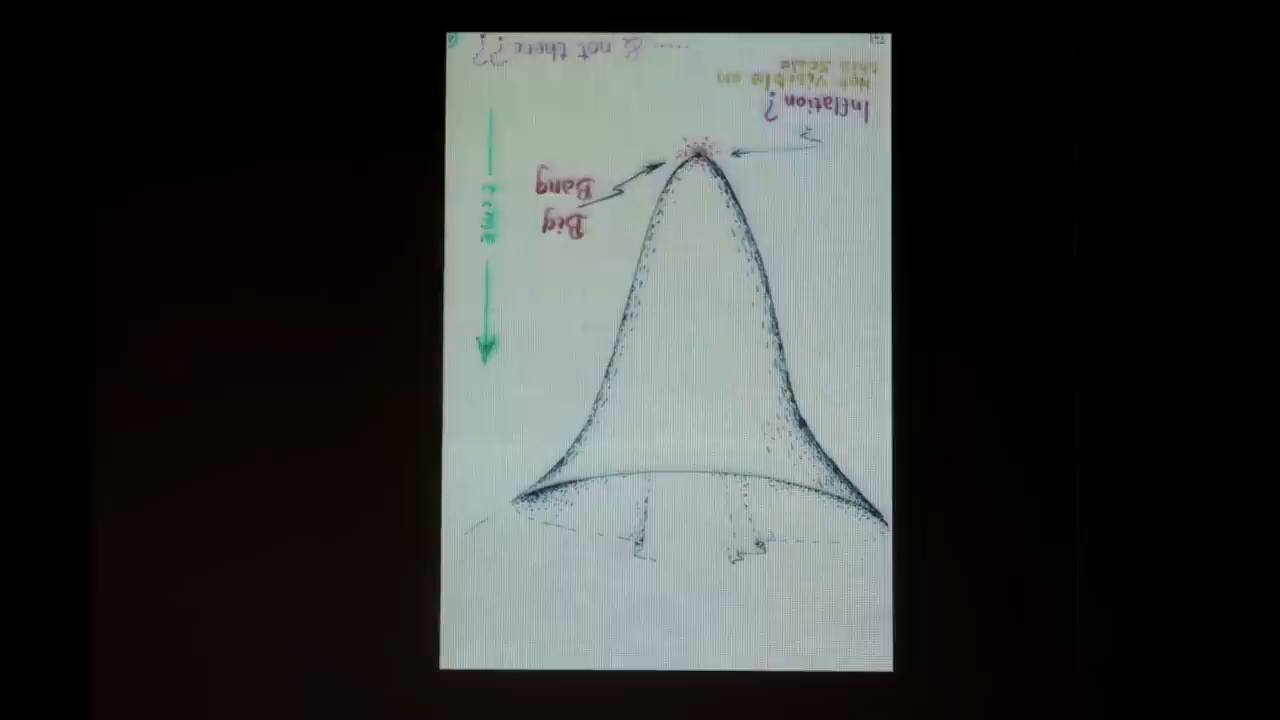 Big
Bang
time
Inflation?
Not visible on
this scale
..... & not there??